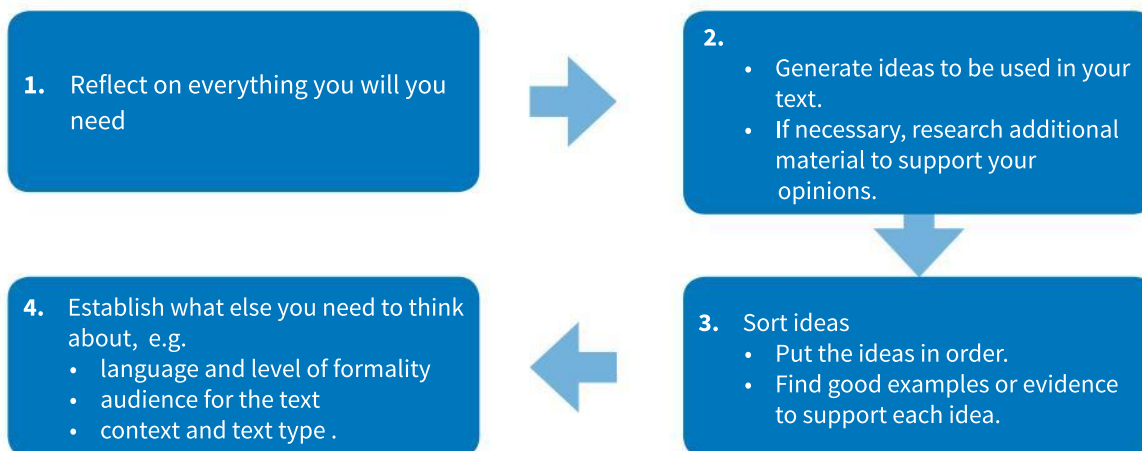 1. Reflect on everything you will you
need
2.
• Generate ideas to be used in your
text.
• If necessary, research additional
material to support your
opinions.
3. Sort ideas
• Put the ideas in order.
• Find good examples or evidence
to support each idea.
4. Establish what else you need to think
about, e.g.
• language and level of formality
• audience for the text
• context and text type .